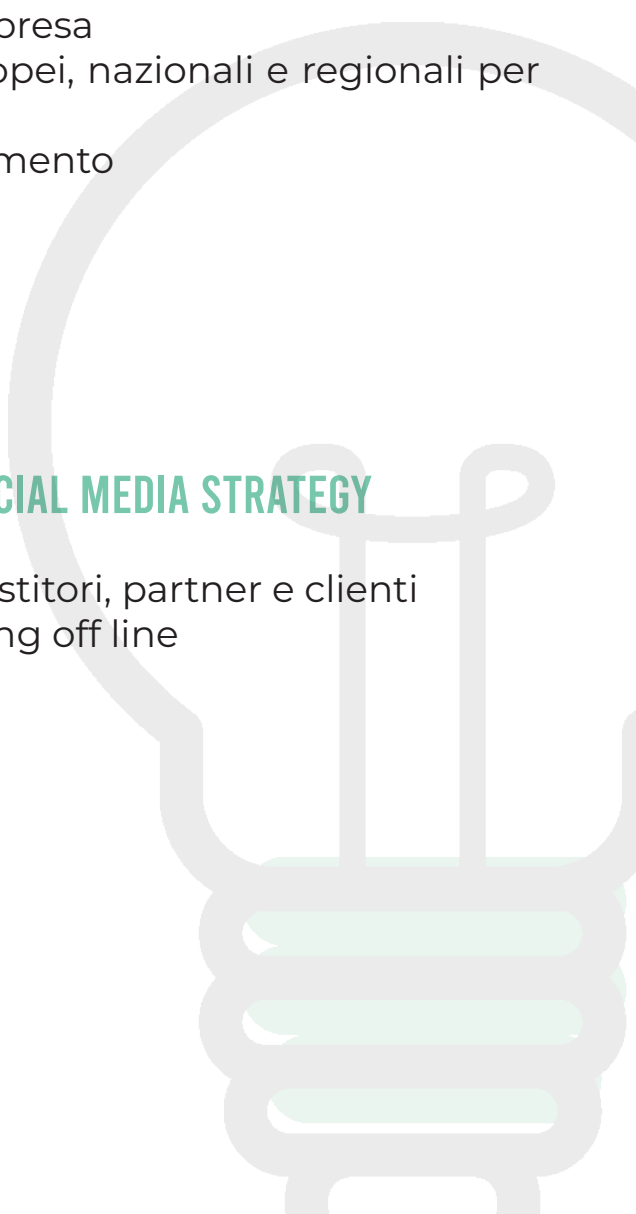 presa
opei, nazionali e regionali per
mento
CIAL MEDIA STRATEGY
stitori, partner e clienti
ng off line